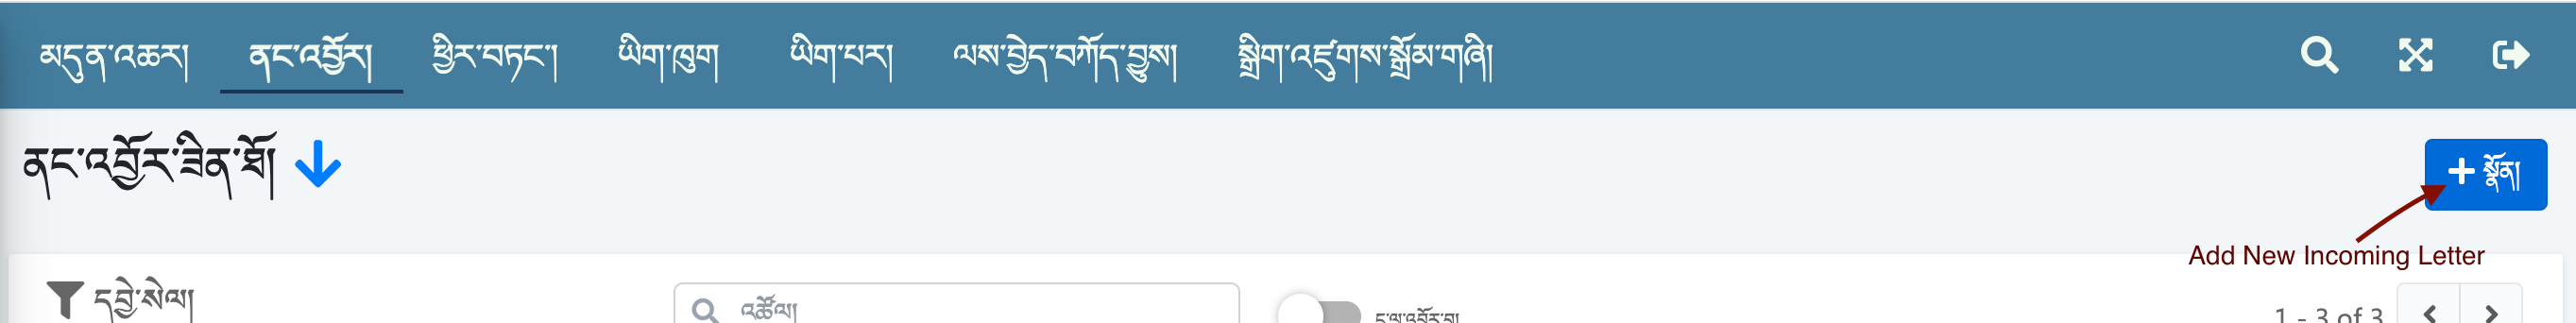 མདུན་འཆར། ནང་འབྱོར། ཕྱིར་བཏང་། ཡིག་ཁུག ཡིག་པར། ལས་བྱེད་བཀོད་བྱུས། སྒྲིག་འཛུགས་སྒྲོམ་གཞི།
ནང་འབྱོར་ཟིན་ཐོ།
སྣོན།
Add New Incoming Letter
དབྱེ་སེལ། འཚོལ། ང་ལ་འབྱོར་བ། 1 - 3 of 3